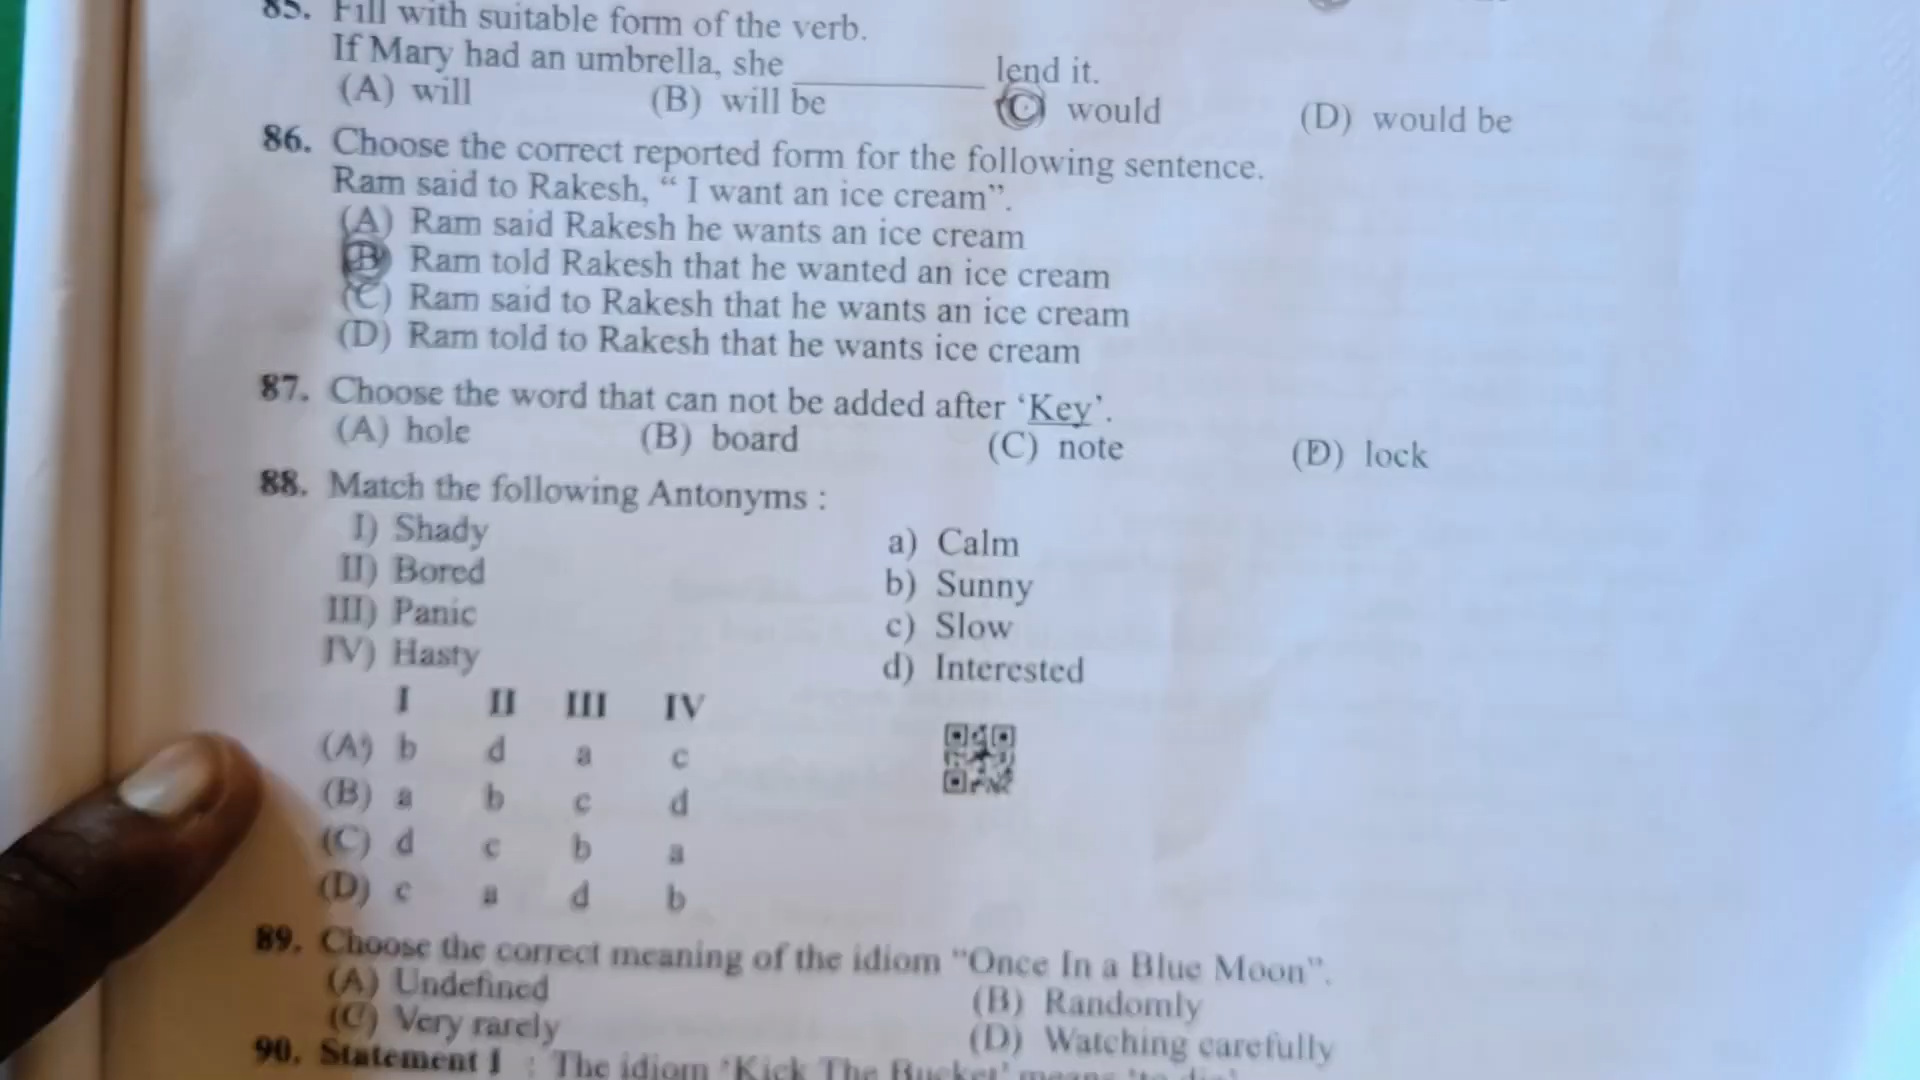 85. Fill with suitable form of the verb.
If Mary had an umbrella, she __________ lend it.
(A) will (B) will be (C) would (D) would be
86. Choose the correct reported form for the following sentence.
Ram said to Rakesh, “ I want an ice cream”.
(A) Ram said Rakesh he wants an ice cream
(B) Ram told Rakesh that he wanted an ice cream
(C) Ram said to Rakesh that he wants an ice cream
(D) Ram told to Rakesh that he wants ice cream
87. Choose the word that can not be added after ‘Key’.
(A) hole (B) board (C) note (D) lock
88. Match the following Antonyms :
I) Shady a) Calm
II) Bored b) Sunny
III) Panic c) Slow
IV) Hasty d) Interested
I II III IV
(A) b d a c
(B) a b c d
(C) d c b a
(D) c a d b
89. Choose the correct meaning of the idiom "Once In a Blue Moon".
(A) Undefined (B) Randomly
(C) Very rarely (D) Watching carefully
90. Statement I : The idiom 'Kick The Bucket' means 'to die'.